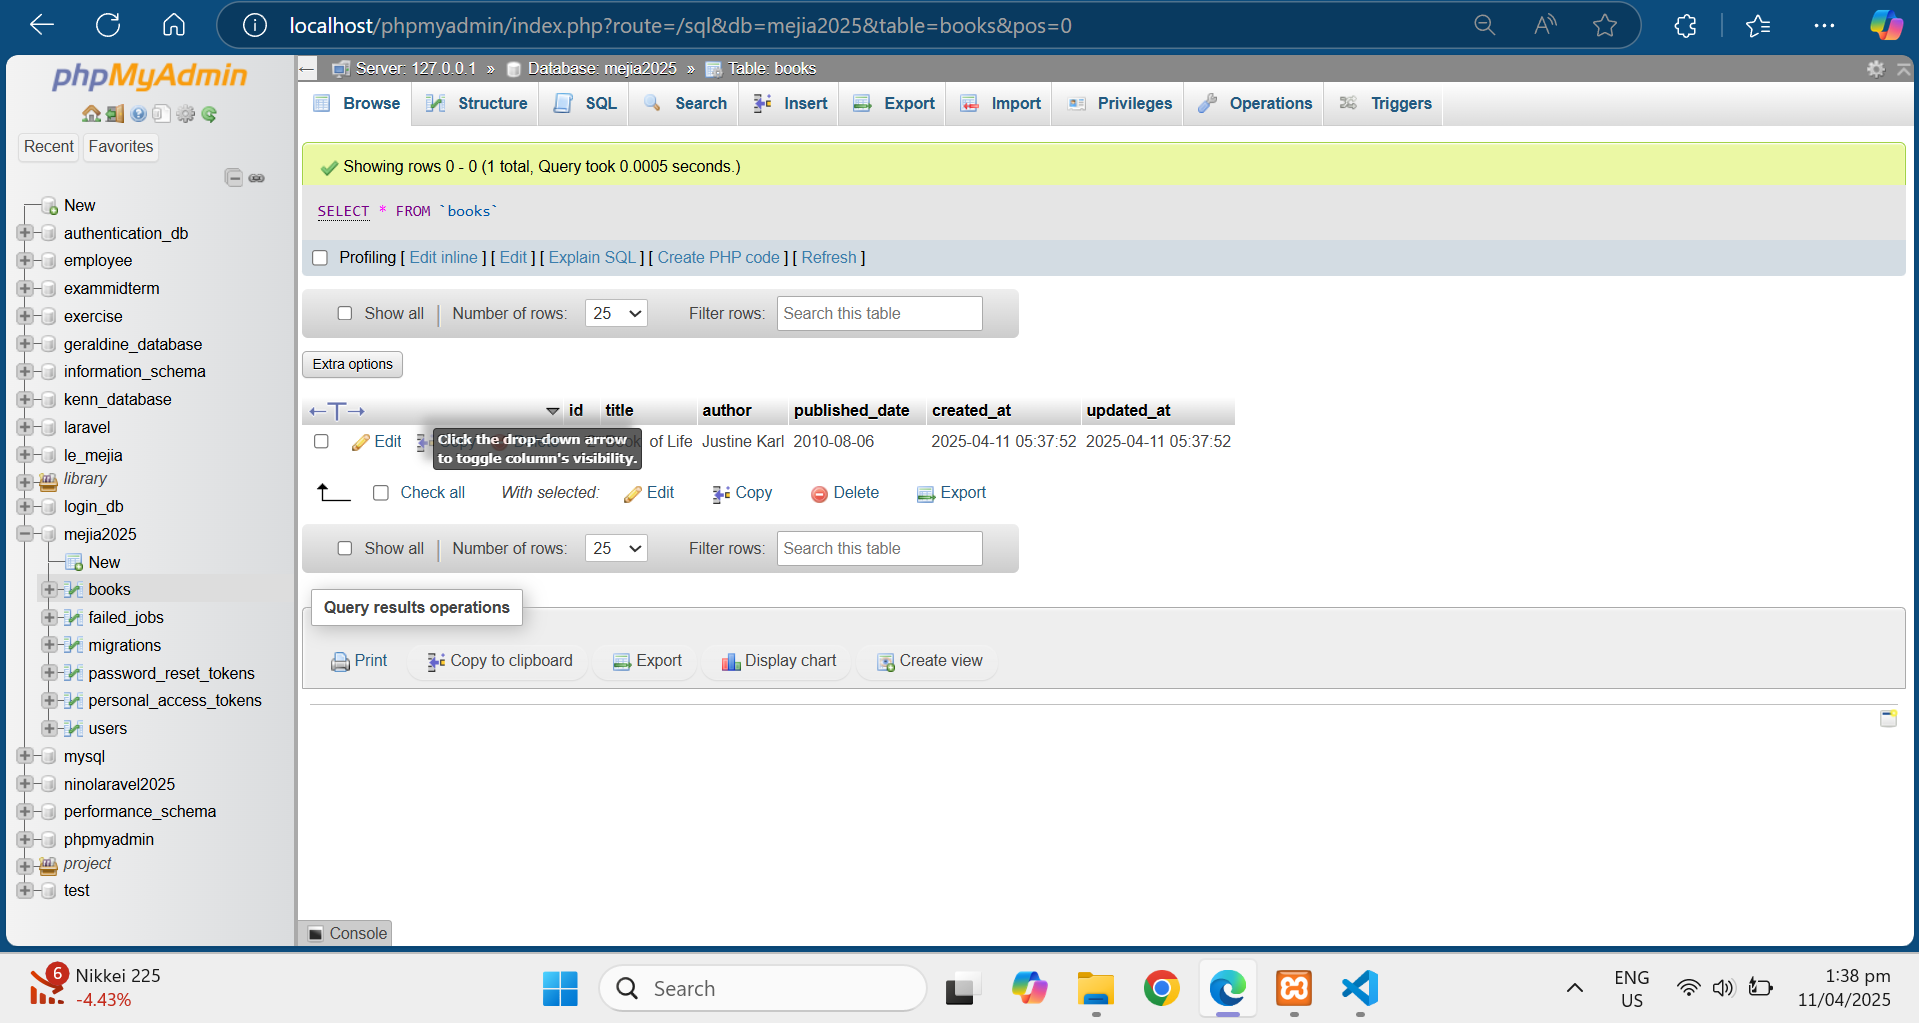 localhost/phpmyadmin/index.php?route=/sql&db=mejia2025&table=books&pos=0
phpMyAdmin
Recent
Favorites
New
authentication_db
employee
exammidterm
exercise
geraldine_database
information_schema
kenn_database
laravel
le_mejia
library
login_db
mejia2025
New
books
failed_jobs
migrations
password_reset_tokens
personal_access_tokens
users
mysql
ninolaravel2025
performance_schema
phpmyadmin
project
test
Server: 127.0.0.1 » Database: mejia2025 » Table: books
Browse Structure SQL Search Insert Export Import Privileges Operations Triggers
Showing rows 0 - 0 (1 total, Query took 0.0005 seconds.)
SELECT * FROM `books`
Profiling [ Edit inline ] [ Edit ] [ Explain SQL ] [ Create PHP code ] [ Refresh ]
Show all Number of rows: 25 Filter rows: Search this table
Extra options
←T→ id title author published_date created_at updated_at
Edit of Life Justine Karl 2010-08-06 2025-04-11 05:37:52 2025-04-11 05:37:52
Click the drop-down arrow
to toggle column's visibility.
Check all With selected: Edit Copy Delete Export
Show all Number of rows: 25 Filter rows: Search this table
Query results operations
Print Copy to clipboard Export Display chart Create view
Console
6
Nikkei 225
-4.43%
Search
ENG
US
1:38 pm
11/04/2025